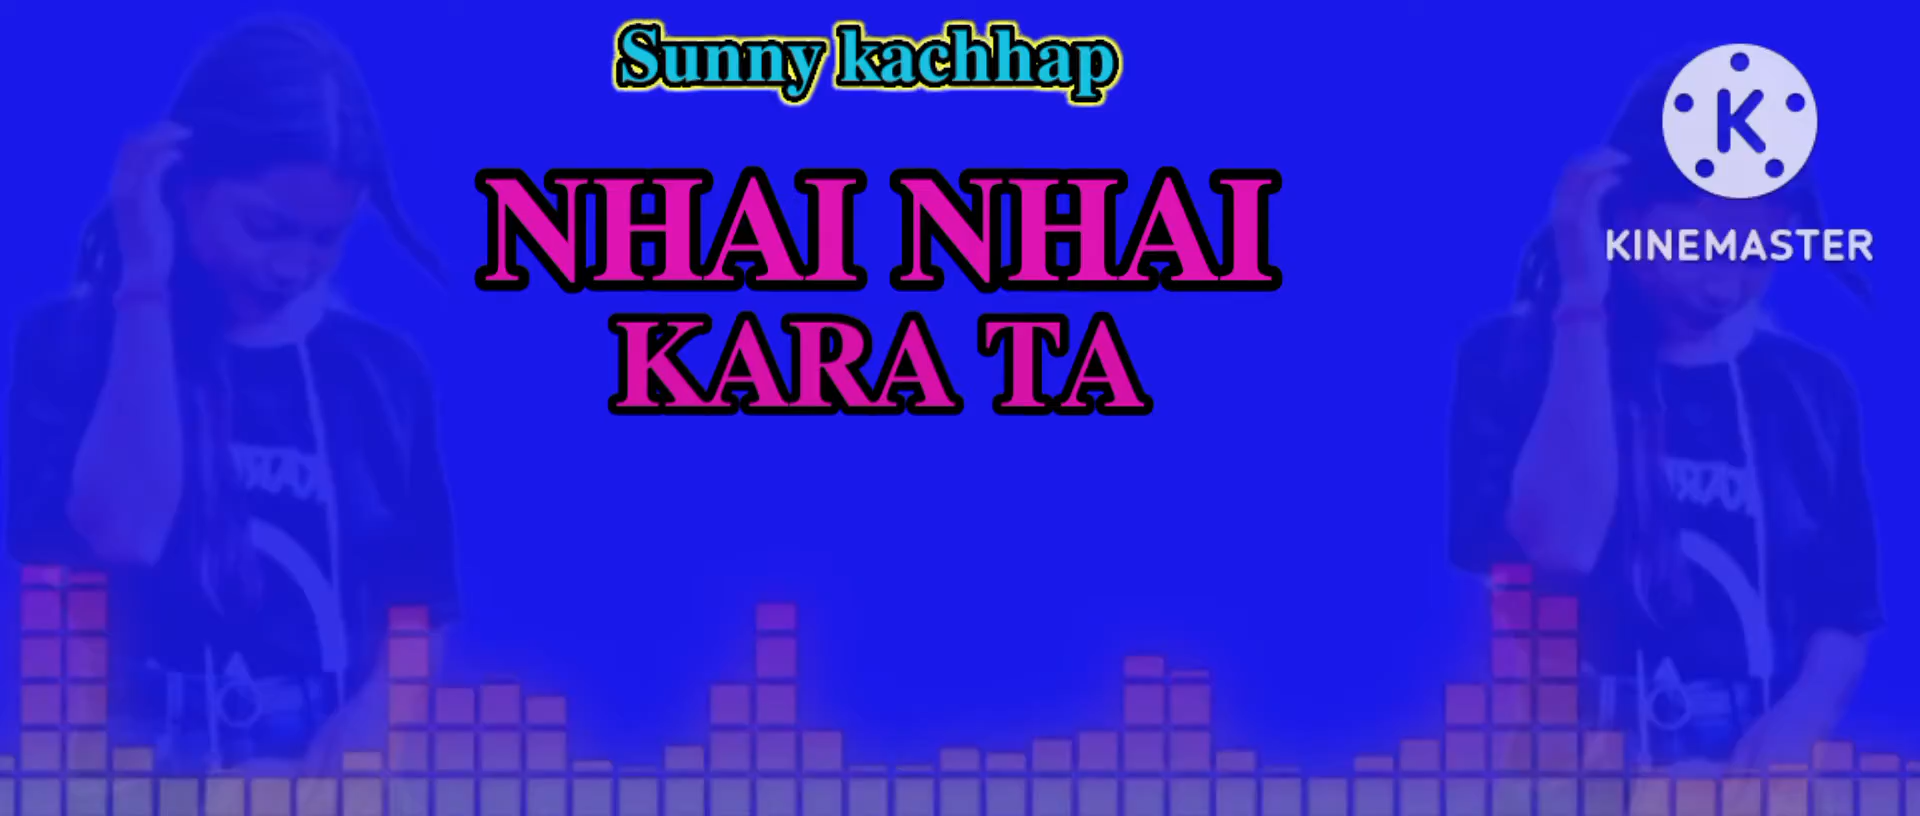 Sunny kachhap
NHAI NHAI
KARA TA
K
KINEMASTER